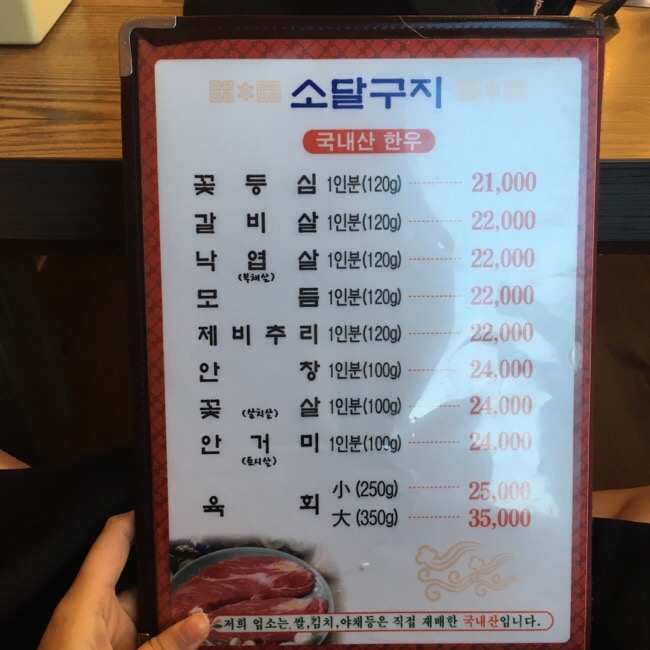 소달구지
국내산 한우
꽃등심 1인분(120g) 21,000
갈비살 1인분(120g) 22,000
낙엽살 1인분(120g) 22,000
(부채살)
모듬 1인분(120g) 22,000
제비추리 1인분(120g) 22,000
안창 1인분(100g) 24,000
꽃살 1인분(100g) 24,000
(살치살)
안거미 1인분(100g) 24,000
(토시살)
육회 小 (250g) 25,000
大 (350g) 35,000
저희 업소는 쌀,김치,야채등은 직접 재배한 국내산입니다.